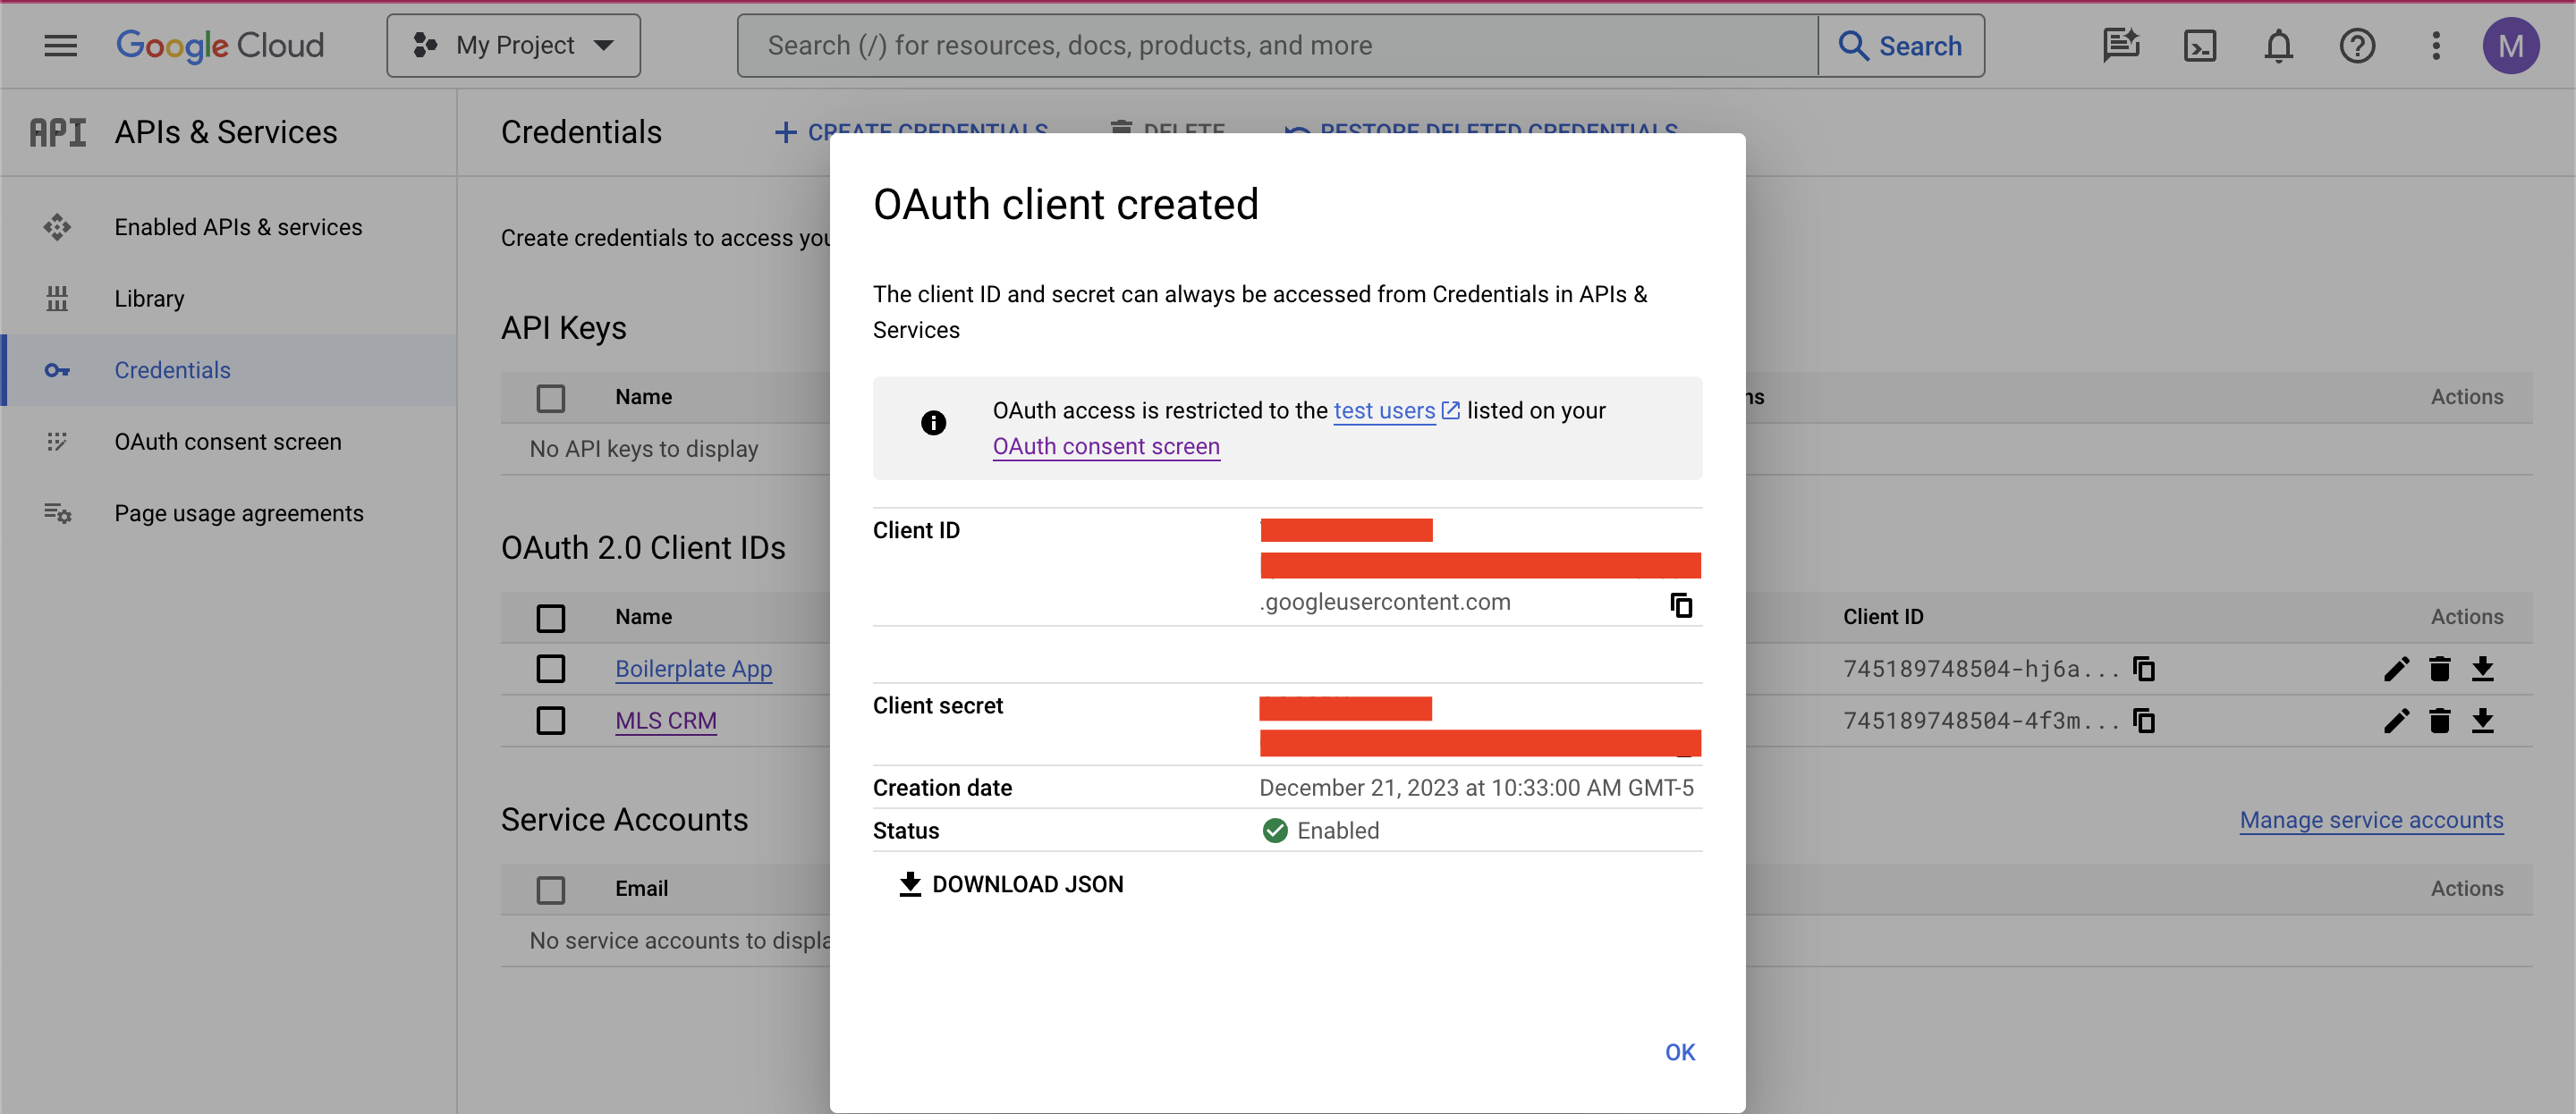 Google Cloud
My Project
Search (/) for resources, docs, products, and more
Search
M
API
APIs & Services
Enabled APIs & services
Library
Credentials
OAuth consent screen
Page usage agreements
Credentials
+ CREATE CREDENTIALS
DELETE
RESTORE DELETED CREDENTIALS
Create credentials to access you
API Keys
Name
ns
Actions
No API keys to display
OAuth 2.0 Client IDs
Name
Client ID
Actions
Boilerplate App
745189748504-hj6a...
MLS CRM
745189748504-4f3m...
Service Accounts
Manage service accounts
Email
Actions
No service accounts to displa
OAuth client created
The client ID and secret can always be accessed from Credentials in APIs &
Services
OAuth access is restricted to the test users listed on your
OAuth consent screen
Client ID
.googleusercontent.com
Client secret
Creation date
December 21, 2023 at 10:33:00 AM GMT-5
Status
Enabled
DOWNLOAD JSON
OK